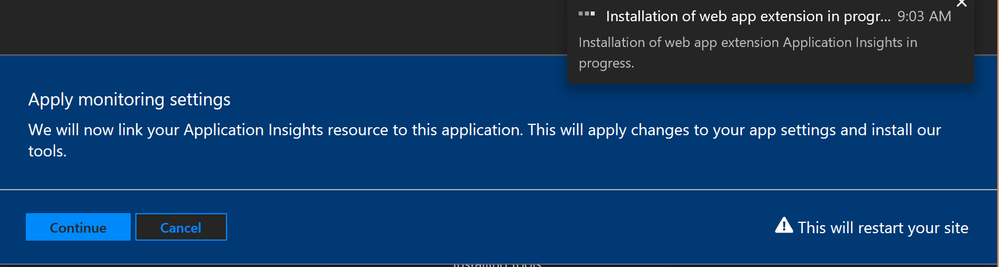 Installation of web app extension in progr... 9:03 AM
Installation of web app extension Application Insights in
progress.
Apply monitoring settings
We will now link your Application Insights resource to this application. This will apply changes to your app settings and install our
tools.
Continue Cancel
This will restart your site
Installing tools